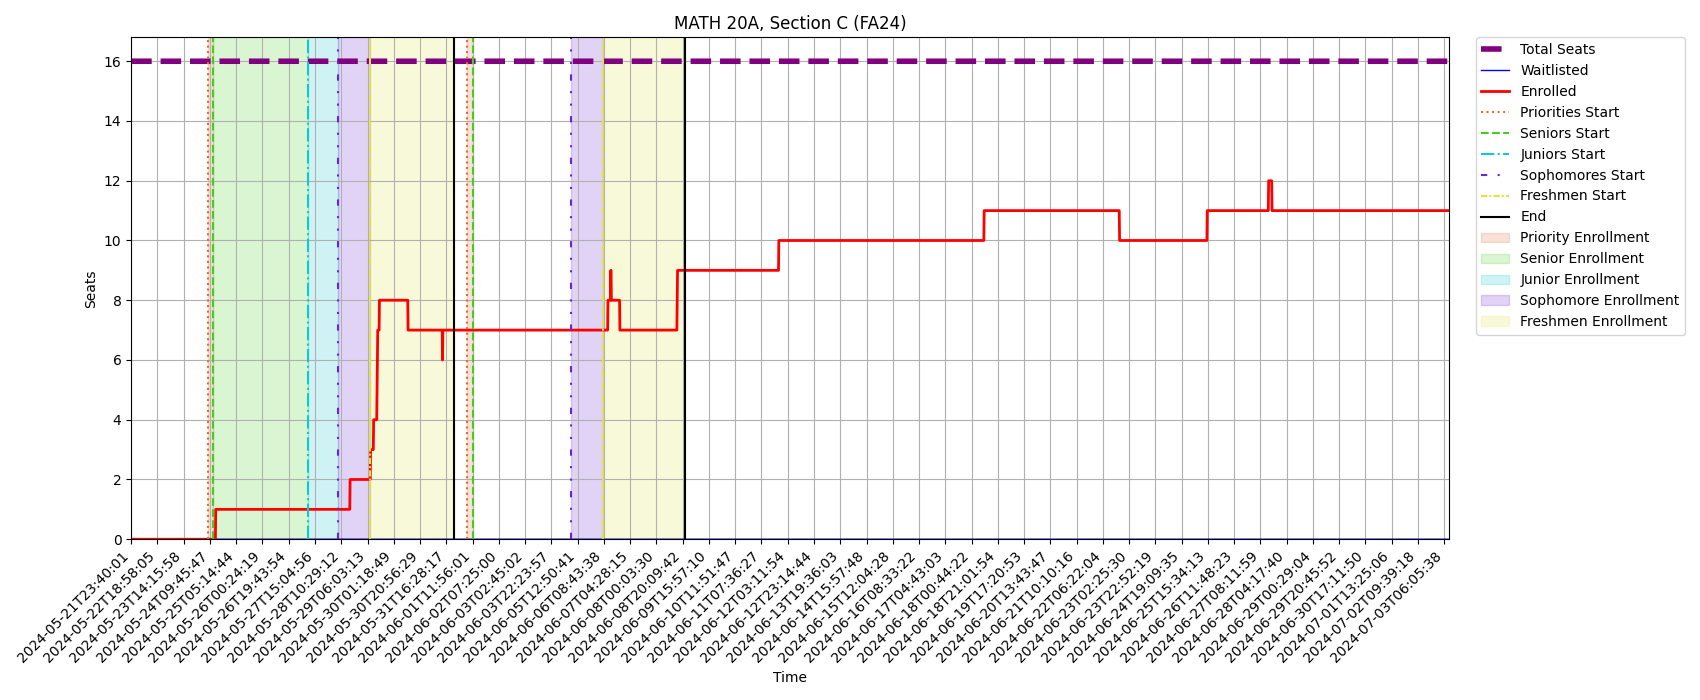 MATH 20A, Section C (FA24)
Seats
16
14
12
10
8
6
4
2
0
2024-05-21T23:40:01
2024-05-22T18:58:05
2024-05-23T14:15:58
2024-05-24T09:45:47
2024-05-25T05:14:44
2024-05-26T00:24:19
2024-05-26T19:43:54
2024-05-27T15:04:56
2024-05-28T10:29:12
2024-05-29T06:03:13
2024-05-30T01:18:49
2024-05-30T20:56:29
2024-05-31T16:28:17
2024-06-01T11:56:01
2024-06-02T07:25:00
2024-06-03T02:45:02
2024-06-03T22:23:57
2024-06-05T12:50:41
2024-06-06T08:43:38
2024-06-07T04:28:15
2024-06-08T00:03:30
2024-06-08T20:09:42
2024-06-09T15:57:10
2024-06-10T11:51:47
2024-06-11T07:36:27
2024-06-12T03:11:54
2024-06-12T23:14:44
2024-06-13T19:36:03
2024-06-14T15:57:48
2024-06-15T12:04:28
2024-06-16T08:33:22
2024-06-17T04:43:03
2024-06-18T00:44:22
2024-06-18T21:01:54
2024-06-19T17:20:53
2024-06-20T13:43:47
2024-06-21T10:10:16
2024-06-22T06:22:04
2024-06-23T02:25:30
2024-06-23T22:52:19
2024-06-24T19:09:35
2024-06-25T15:34:13
2024-06-26T11:48:23
2024-06-27T08:11:59
2024-06-28T04:17:40
2024-06-29T00:29:04
2024-06-29T20:45:52
2024-06-30T17:11:50
2024-07-01T13:25:06
2024-07-02T09:39:18
2024-07-03T06:05:38
Time
Total Seats
Waitlisted
Enrolled
Priorities Start
Seniors Start
Juniors Start
Sophomores Start
Freshmen Start
End
Priority Enrollment
Senior Enrollment
Junior Enrollment
Sophomore Enrollment
Freshmen Enrollment